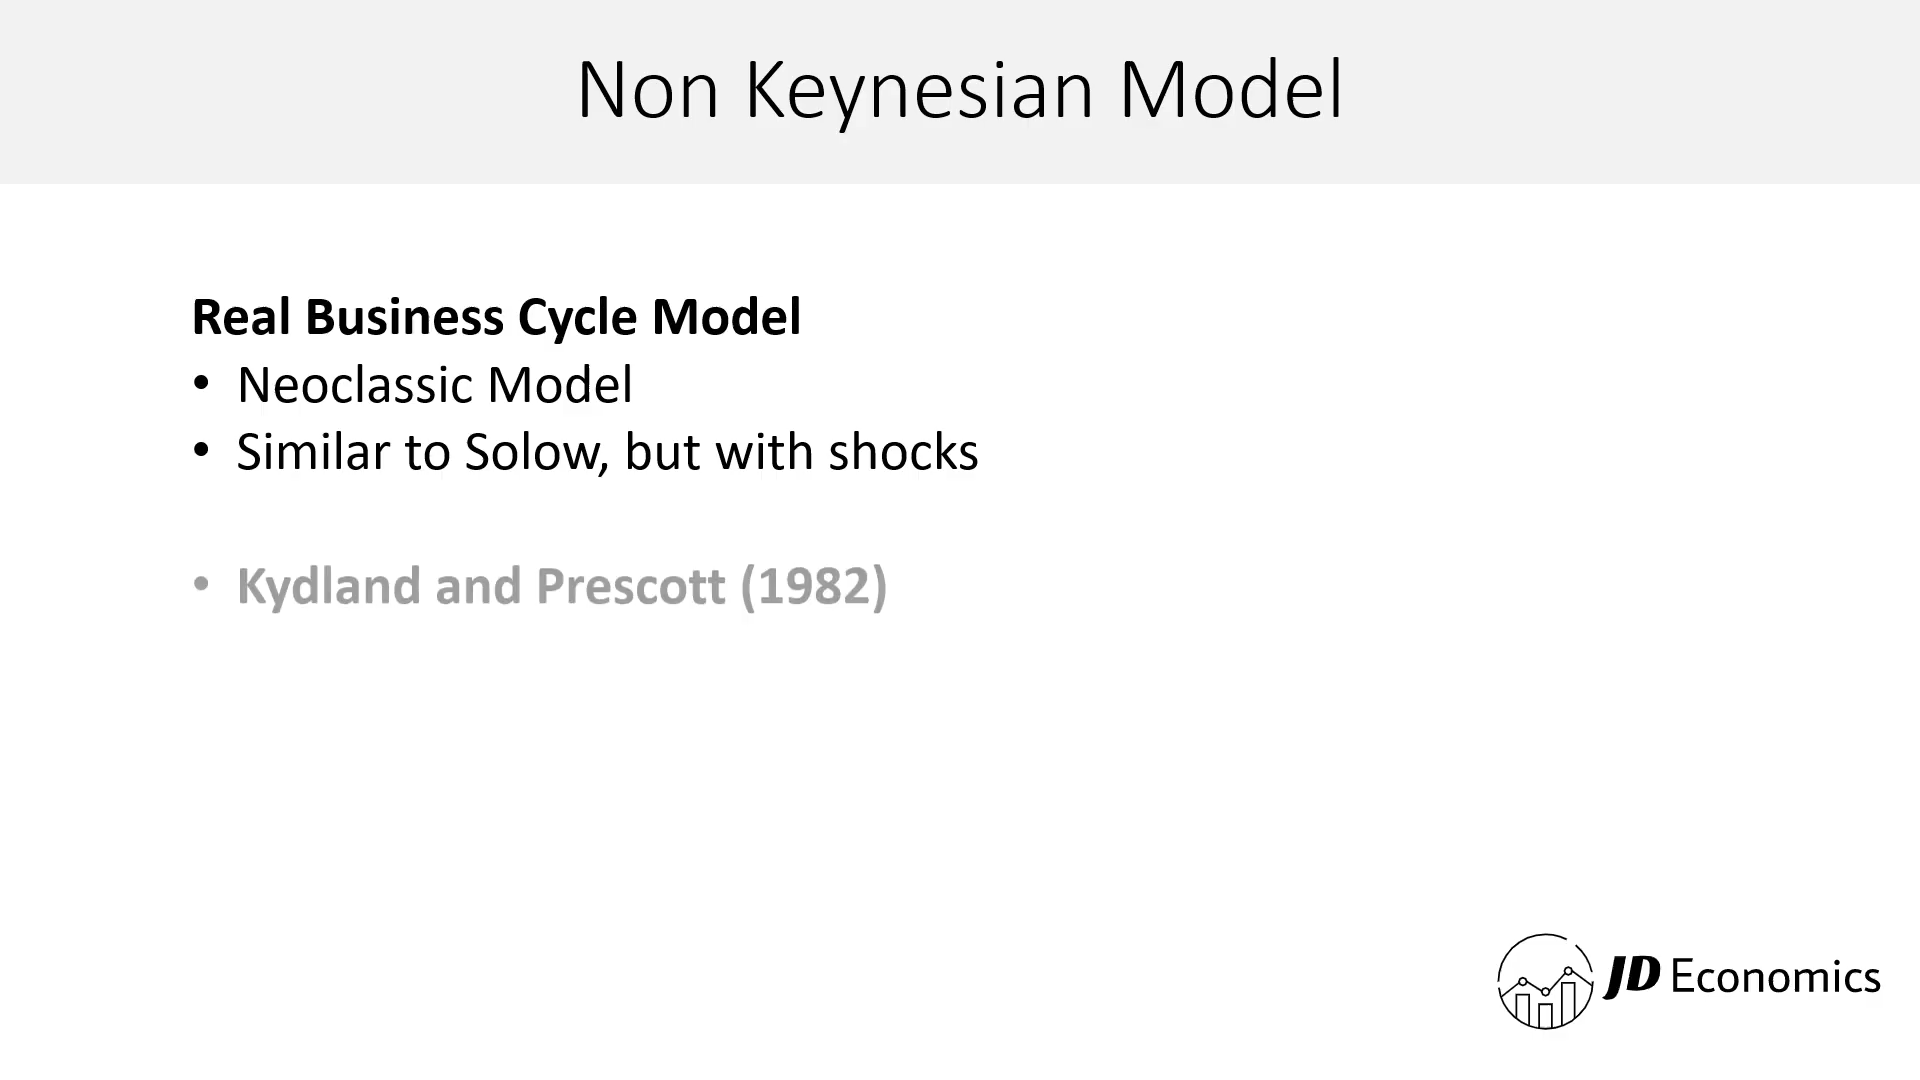 Non Keynesian Model
Real Business Cycle Model
• Neoclassic Model
• Similar to Solow, but with shocks
• Kydland and Prescott (1982)
JD Economics